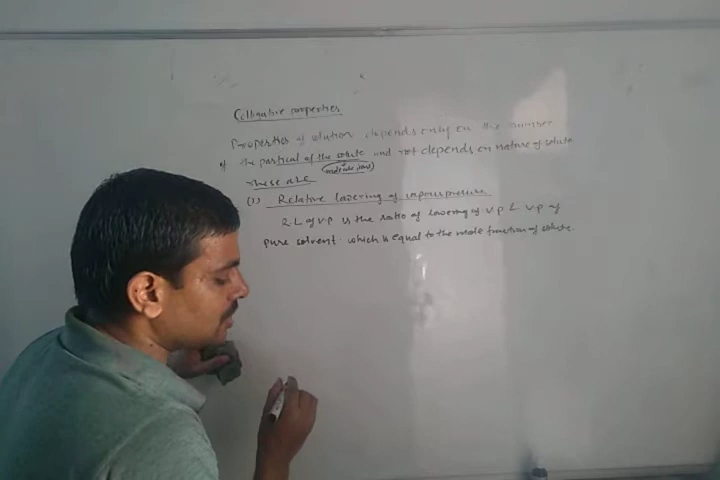 Colligative properties
Properties of solution depends only on the number
of the partical of the solute and not depends on nature of solute
These are
(1) Relative lowering of vapour pressure
R.L of V.P is the ratio of lowering of V.P & V.P of
pure solvent. which is equal to the mole fraction of solute.